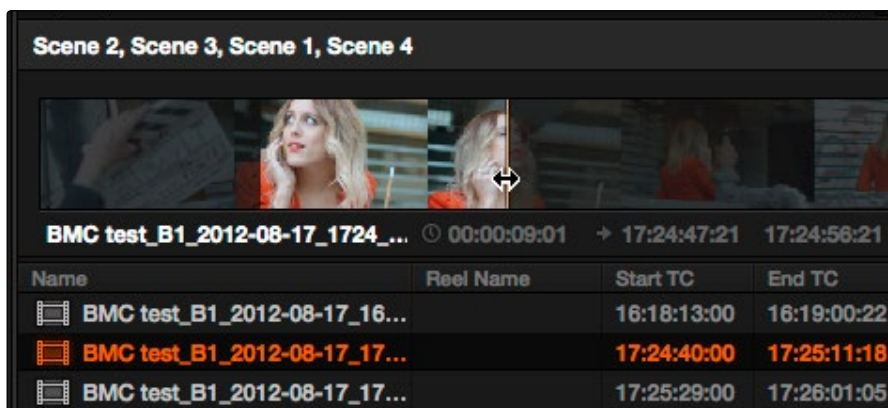 Scene 2, Scene 3, Scene 1, Scene 4
BMC test_B1_2012-08-17_1724_... 00:00:09:01 17:24:47:21 17:24:56:21
Name Reel Name Start TC End TC
BMC test_B1_2012-08-17_16... 16:18:13:00 16:19:00:22
BMC test_B1_2012-08-17_17... 17:24:40:00 17:25:11:18
BMC test_B1_2012-08-17_17... 17:25:29:00 17:26:01:05